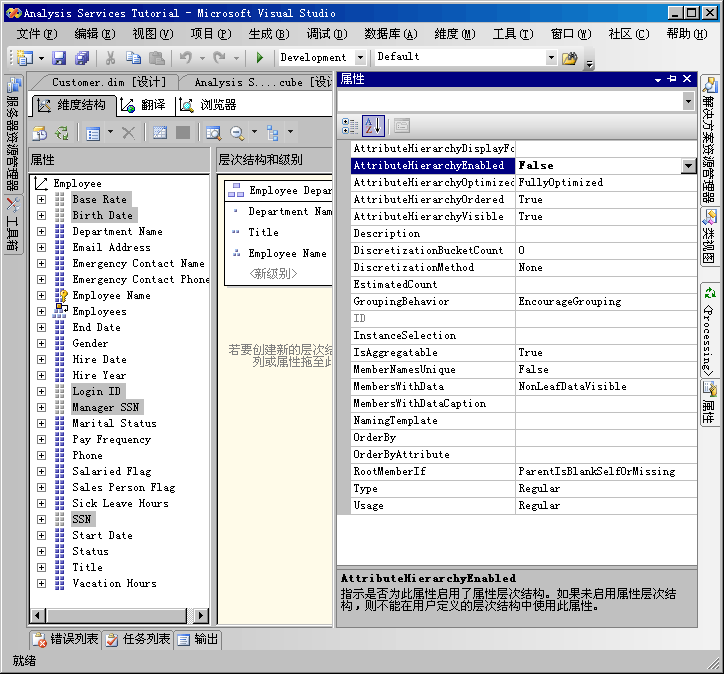 Analysis Services Tutorial - Microsoft Visual Studio
文件(F) 编辑(E) 视图(V) 项目(P) 生成(B) 调试(D) 数据库(A) 维度(M) 工具(T) 窗口(W) 社区(C) 帮助(H)
Development Default
Customer.dim [设计] Analysis S....cube [设计
维度结构 翻译 浏览器
属性
Employee
Base Rate
Birth Date
Department Name
Email Address
Emergency Contact Name
Emergency Contact Phone
Employee Name
Employees
End Date
Gender
Hire Date
Hire Year
Login ID
Manager SSN
Marital Status
Pay Frequency
Phone
Salaried Flag
Sales Person Flag
Sick Leave Hours
SSN
Start Date
Status
Title
Vacation Hours
层次结构和级别
Employee Depar
Department Nam
Title
Employee Name
<新级别>
若要创建新的层次结
列或属性拖至此
属性
AttributeHierarchyDisplayFo
AttributeHierarchyEnabled False
AttributeHierarchyOptimized FullyOptimized
AttributeHierarchyOrdered True
AttributeHierarchyVisible True
Description
DiscretizationBucketCount 0
DiscretizationMethod None
EstimatedCount
GroupingBehavior EncourageGrouping
ID
InstanceSelection
IsAggregatable True
MemberNamesUnique False
MembersWithData NonLeafDataVisible
MembersWithDataCaption
NamingTemplate
OrderBy
OrderByAttribute
RootMemberIf ParentIsBlankSelfOrMissing
Type Regular
Usage Regular
AttributeHierarchyEnabled
指示是否为此属性启用了属性层次结构。如果未启用属性层次结
构，则不能在用户定义的层次结构中使用此属性。
服务器资源管理器
工具箱
解决方案资源管理器
类视图
<Processing>
属性
错误列表 任务列表 输出
就绪